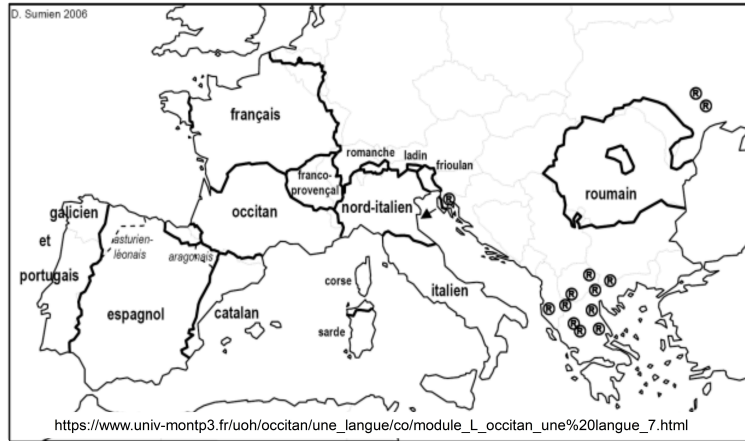 D. Sumien 2006
français
romanche
ladin
frioulan
franco-
provençal
occitan
nord-italien
roumain
galicien
et
portugais
asturien-
lèonais
aragonais
espagnol
catalan
corse
sarde
italien
R
R
R
R
R
R
R
R
R
R
R
R
https://www.univ-montp3.fr/uoh/occitan/une_langue/co/module_L_occitan_une%20langue_7.html